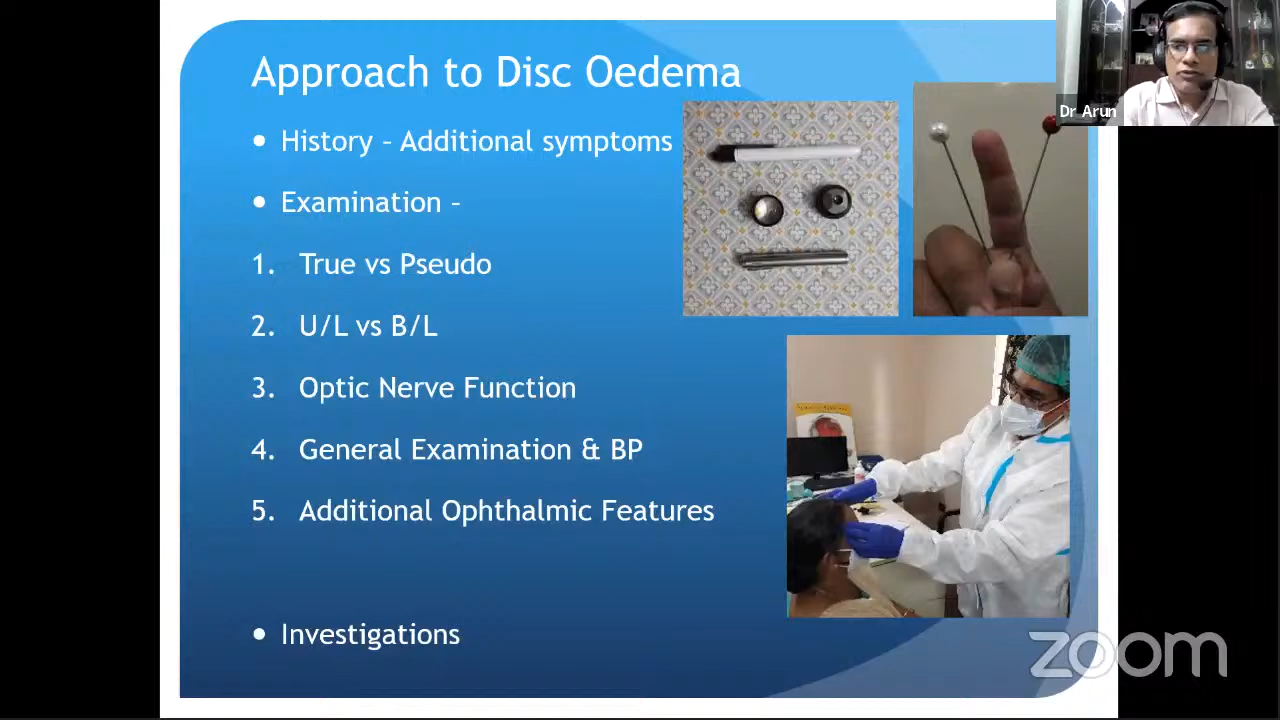 Approach to Disc Oedema
• History – Additional symptoms
• Examination –
1. True vs Pseudo
2. U/L vs B/L
3. Optic Nerve Function
4. General Examination & BP
5. Additional Ophthalmic Features
• Investigations
Dr Arun
zoom